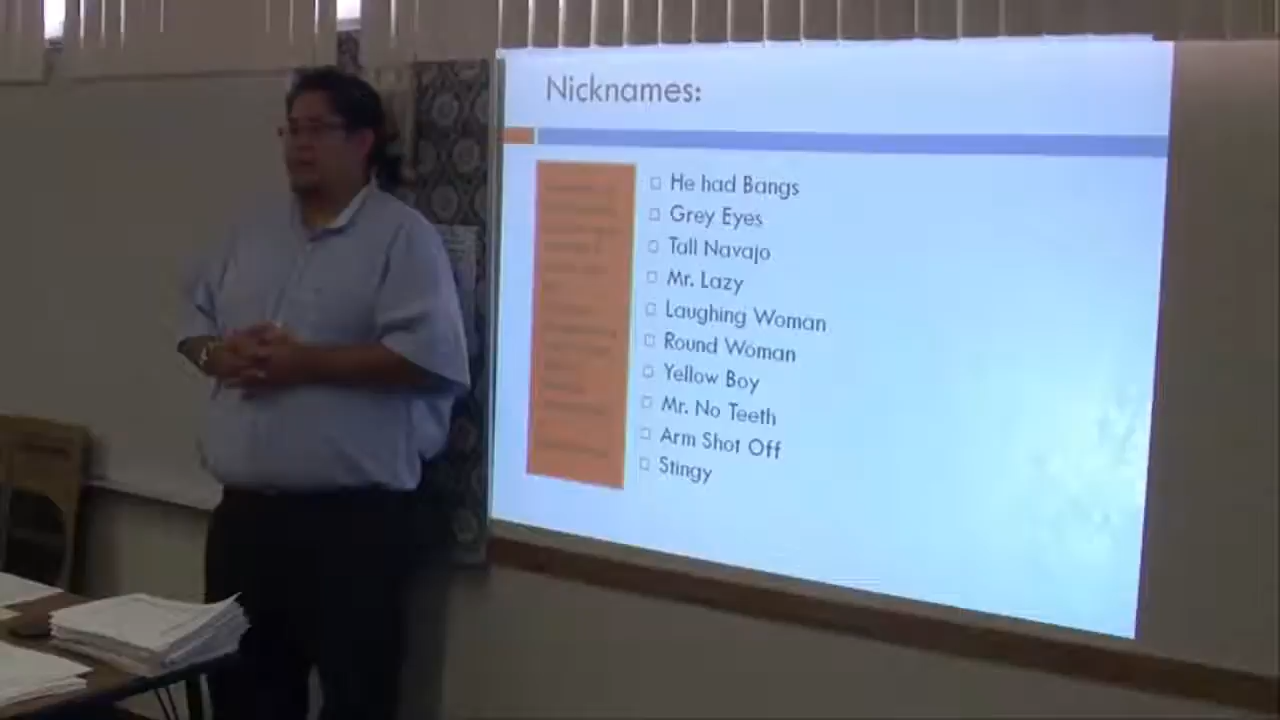 Nicknames:
He had Bangs
Grey Eyes
Tall Navajo
Mr. Lazy
Laughing Woman
Round Woman
Yellow Boy
Mr. No Teeth
Arm Shot Off
Stingy